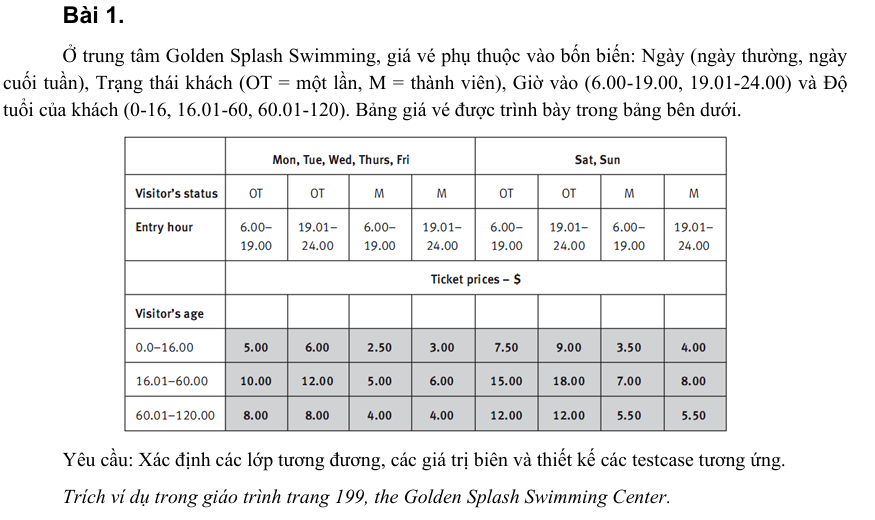 Bài 1.
Ở trung tâm Golden Splash Swimming, giá vé phụ thuộc vào bốn biến: Ngày (ngày thường, ngày
cuối tuần), Trạng thái khách (OT = một lần, M = thành viên), Giờ vào (6.00-19.00, 19.01-24.00) và Độ
tuổi của khách (0-16, 16.01-60, 60.01-120). Bảng giá vé được trình bày trong bảng bên dưới.
Mon, Tue, Wed, Thurs, Fri Sat, Sun
Visitor's status OT OT M M OT OT M M
Entry hour 6.00– 19.01– 6.00– 19.01– 6.00– 19.01– 6.00– 19.01–
19.00 24.00 19.00 24.00 19.00 24.00 19.00 24.00
Ticket prices – $
Visitor's age
0.0–16.00 5.00 6.00 2.50 3.00 7.50 9.00 3.50 4.00
16.01–60.00 10.00 12.00 5.00 6.00 15.00 18.00 7.00 8.00
60.01–120.00 8.00 8.00 4.00 4.00 12.00 12.00 5.50 5.50
Yêu cầu: Xác định các lớp tương đương, các giá trị biên và thiết kế các testcase tương ứng.
Trích ví dụ trong giáo trình trang 199, the Golden Splash Swimming Center.